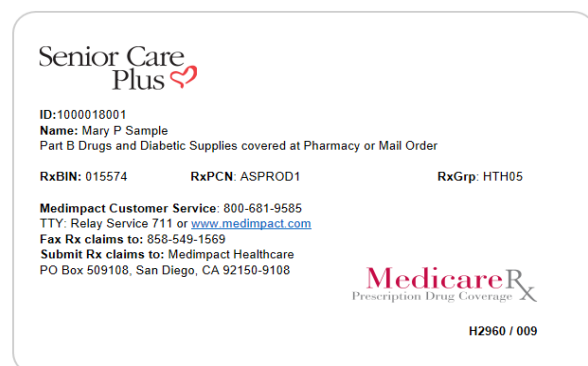 Senior Care
Plus
ID:1000018001
Name: Mary P Sample
Part B Drugs and Diabetic Supplies covered at Pharmacy or Mail Order
RxBIN: 015574 RxPCN: ASPROD1 RxGrp: HTH05
Medimpact Customer Service: 800-681-9585
TTY: Relay Service 711 or www.medimpact.com
Fax Rx claims to: 858-549-1569
Submit Rx claims to: Medimpact Healthcare
PO Box 509108, San Diego, CA 92150-9108
MedicareRx
Prescription Drug Coverage
H2960 / 009